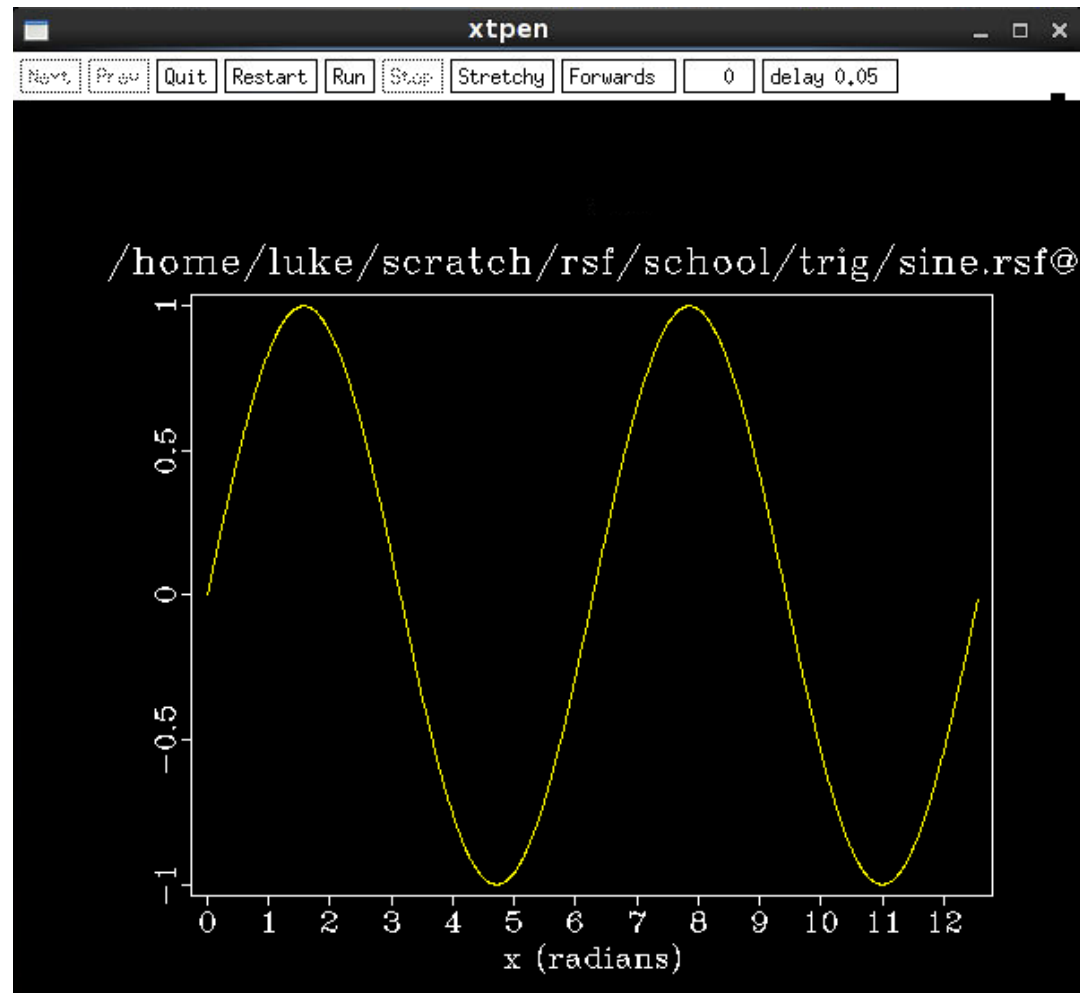 xtpen
Next Prev Quit Restart Run Stop Stretchy Forwards 0 delay 0.05
/home/luke/scratch/rsf/school/trig/sine.rsf@
1
0.5
0
−0.5
−1
0 1 2 3 4 5 6 7 8 9 10 11 12
x (radians)